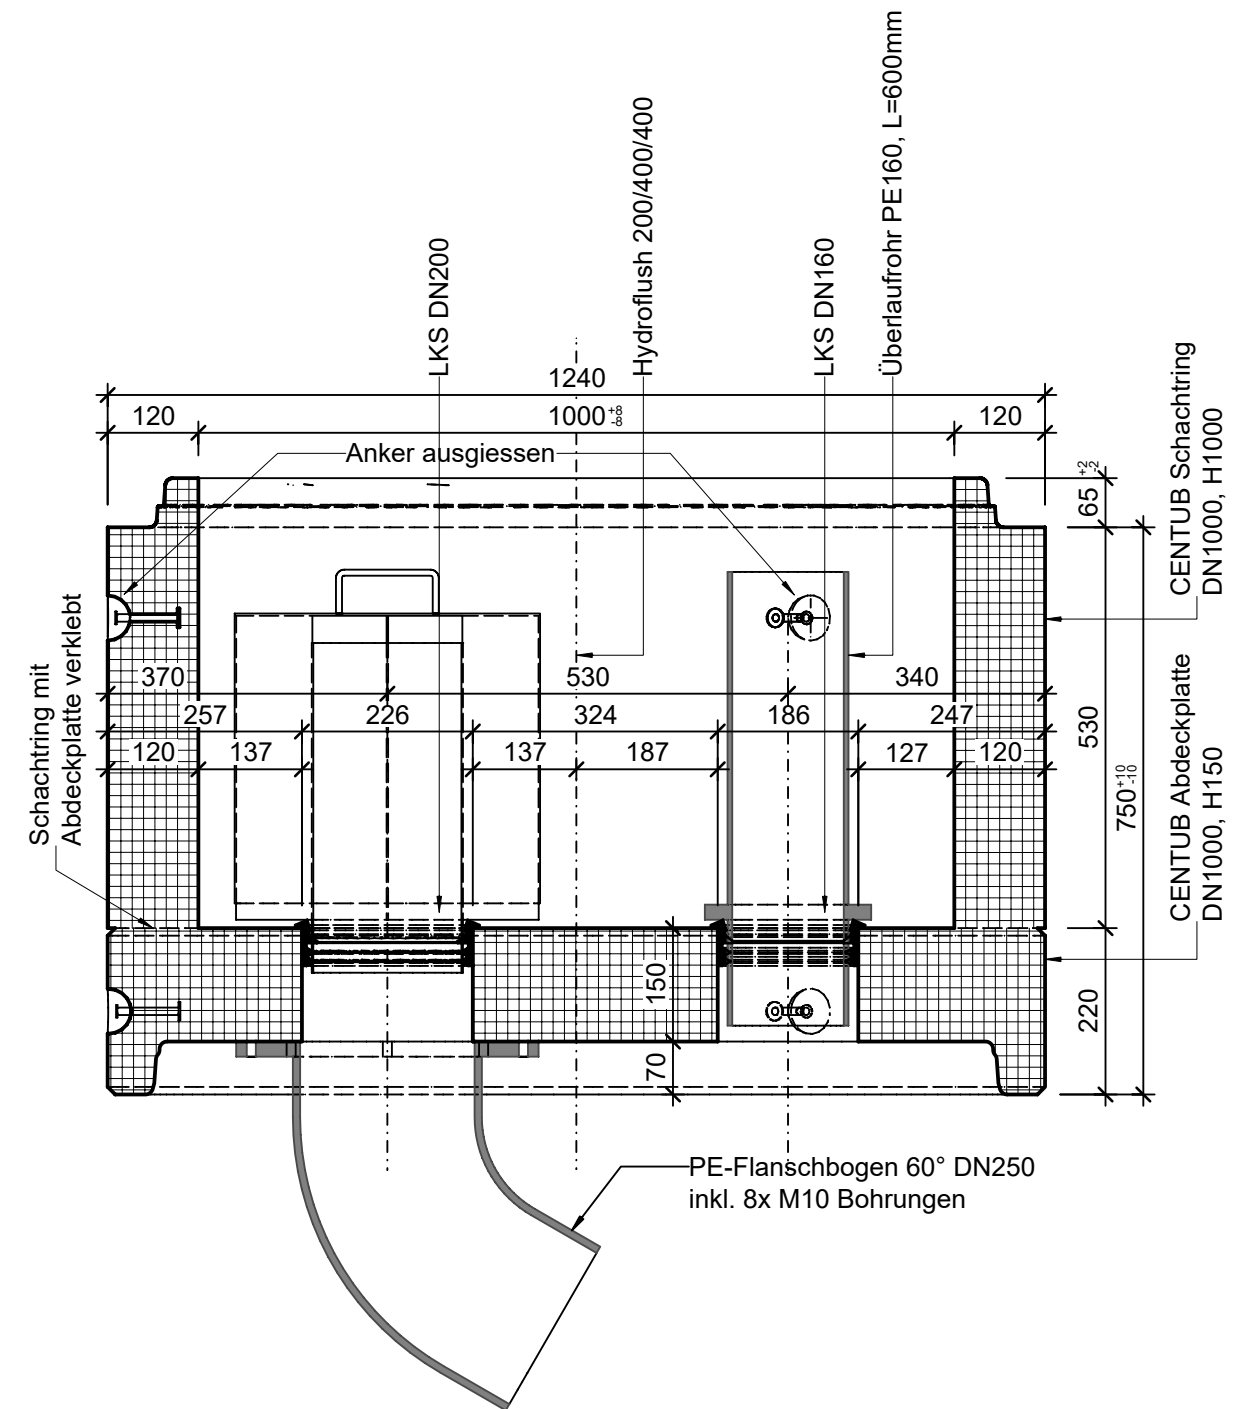 LKS DN200
Hydroflush 200/400/400
LKS DN160
Überlaufrohr PE160, L=600mm
1240
120
1000 +8 -8
120
Anker ausgiessen
65 +2 -2
CENTUB Schachtring
DN1000, H1000
Schachtring mit
Abdeckplatte verklebt
370
530
340
257
226
324
186
247
120
137
137
187
127
120
530
750 +10 -10
CENTUB Abdeckplatte
DN1000, H150
150
220
70
PE-Flanschbogen 60° DN250
inkl. 8x M10 Bohrungen